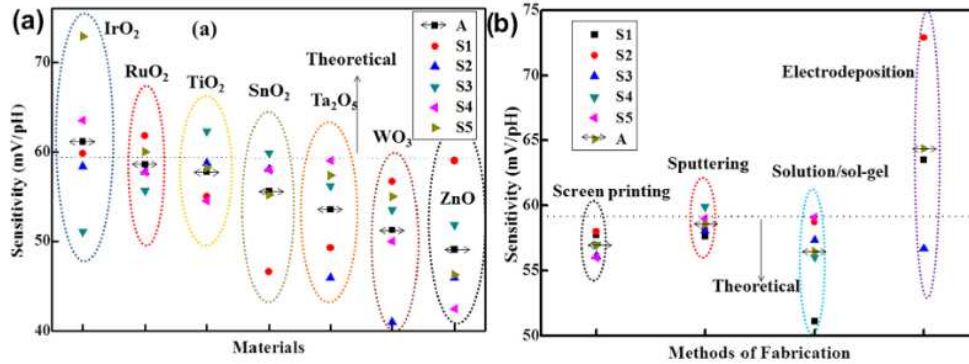 (a)
(a)
Sensitivity (mV/pH)
70
60
50
40
IrO2
RuO2
TiO2
SnO2
Ta2O5
WO3
ZnO
Theoretical
A
S1
S2
S3
S4
S5
Materials
(b)
Sensitivity (mV/pH)
75
70
65
60
55
50
S1
S2
S3
S4
S5
A
Electrodeposition
Screen printing
Sputtering
Solution/sol-gel
Theoretical
Methods of Fabrication